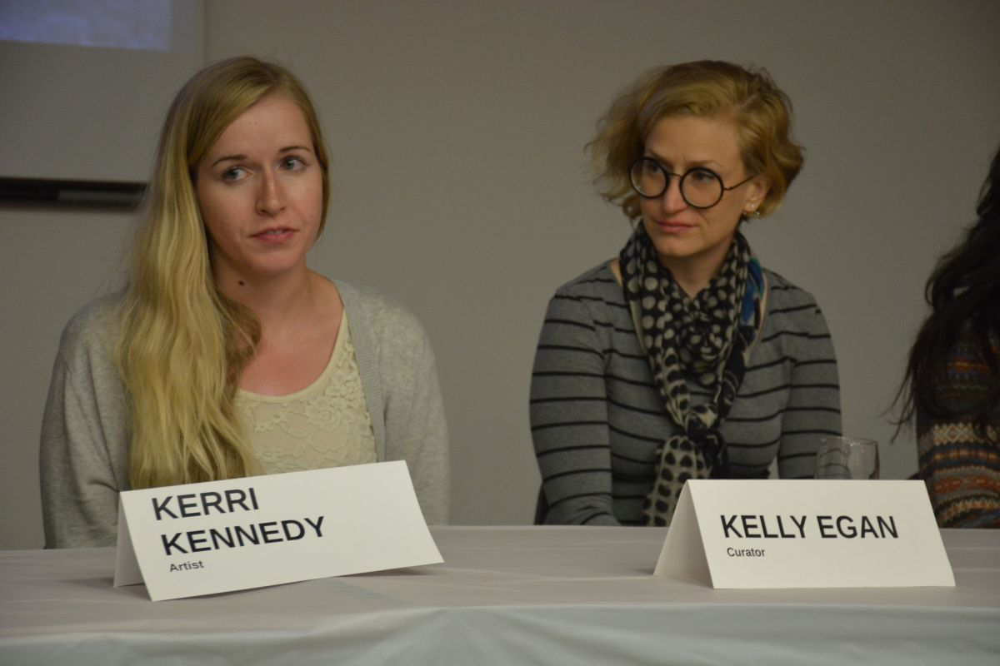 KERRI
KENNEDY
Artist
KELLY EGAN
Curator